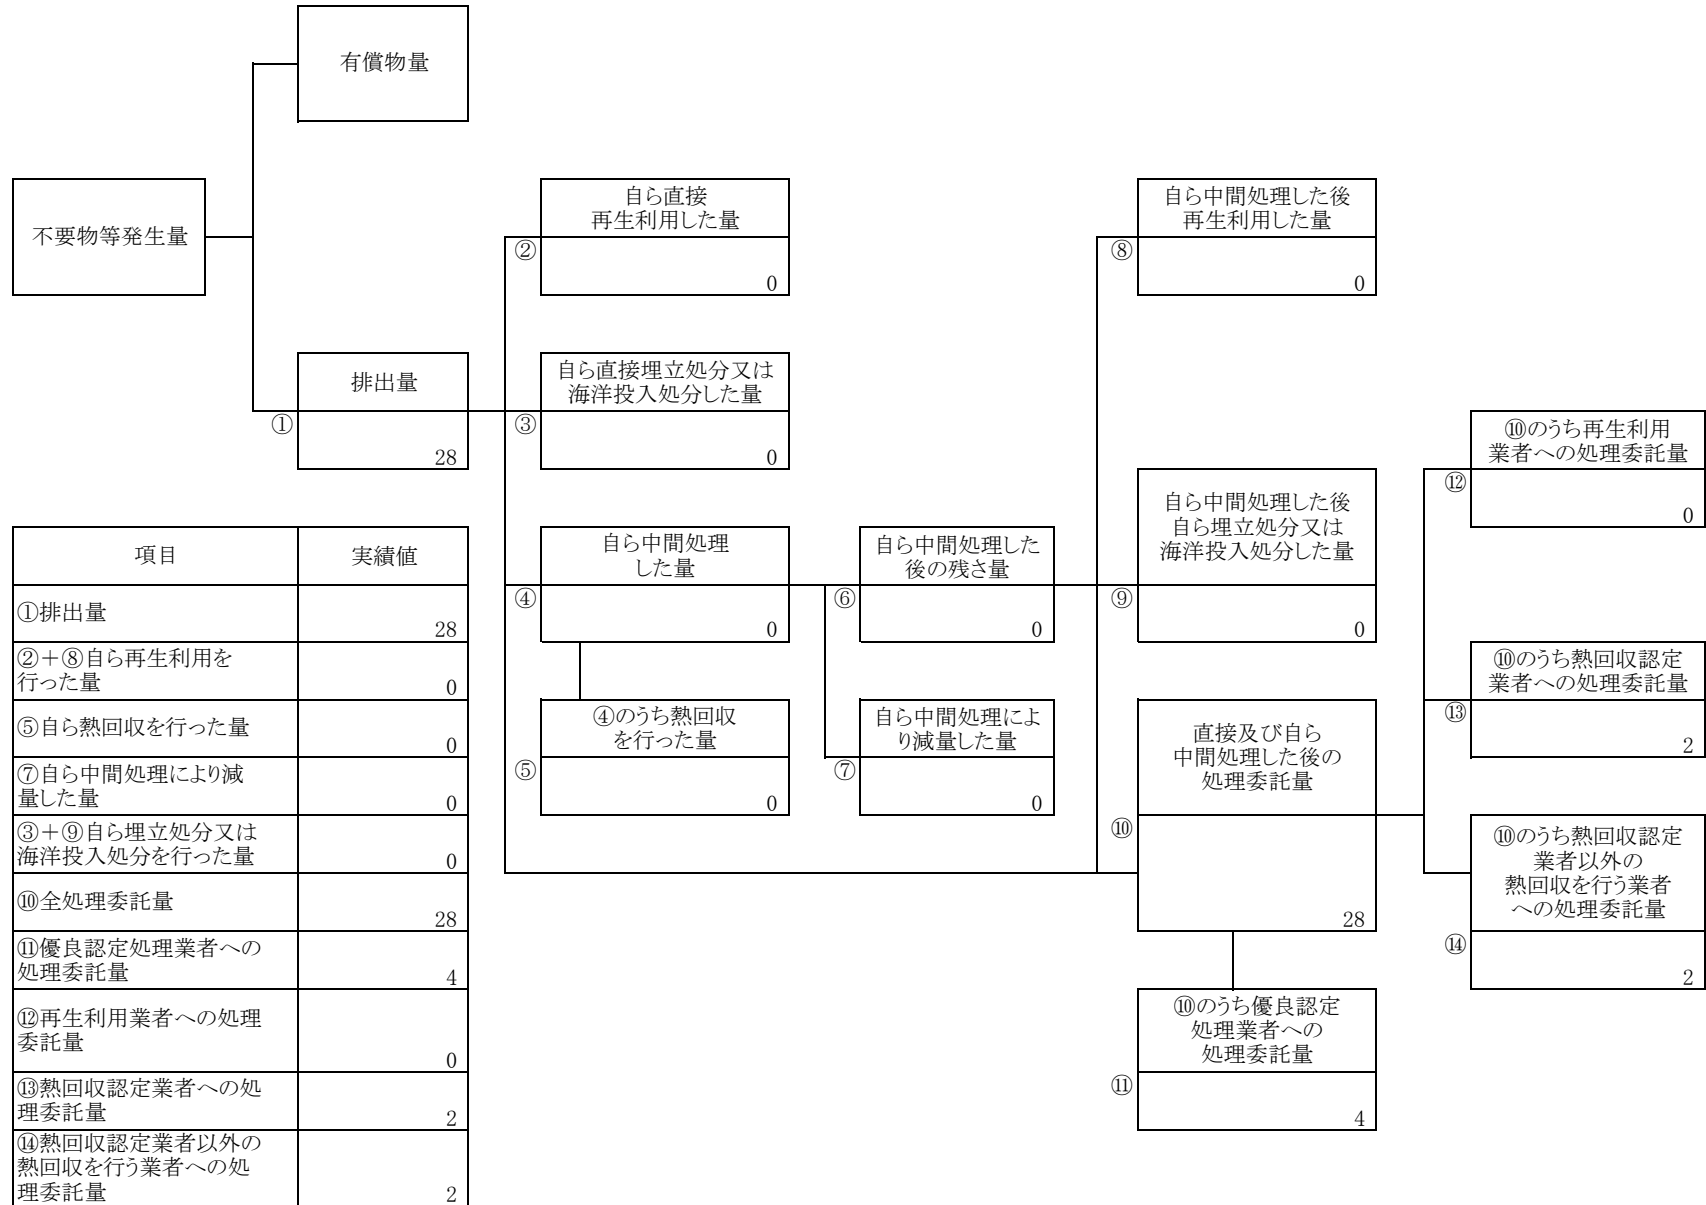 有償物量
不要物等発生量
自ら直接
再生利用した量
②
0
自ら中間処理した後
再生利用した量
⑧
0
排出量
①
28
自ら直接埋立処分又は
海洋投入処分した量
③
0
⑩のうち再生利用
業者への処理委託量
⑫
0
自ら中間処理した後
自ら埋立処分又は
海洋投入処分した量
⑨
0
自ら中間処理
した量
④
0
自ら中間処理した
後の残さ量
⑥
0
⑩のうち熱回収認定
業者への処理委託量
⑬
2
④のうち熱回収
を行った量
⑤
0
自ら中間処理によ
り減量した量
⑦
0
直接及び自ら
中間処理した後の
処理委託量
⑩
28
⑩のうち熱回収認定
業者以外の
熱回収を行う業者
への処理委託量
⑭
2
⑩のうち優良認定
処理業者への
処理委託量
⑪
4
項目 実績値
①排出量
28
②+⑧自ら再生利用を
行った量
0
⑤自ら熱回収を行った量
0
⑦自ら中間処理により減
量した量
0
③+⑨自ら埋立処分又は
海洋投入処分を行った量
0
⑩全処理委託量
28
⑪優良認定処理業者への
処理委託量
4
⑫再生利用業者への処理
委託量
0
⑬熱回収認定業者への処
理委託量
2
⑭熱回収認定業者以外の
熱回収を行う業者への処
理委託量
2